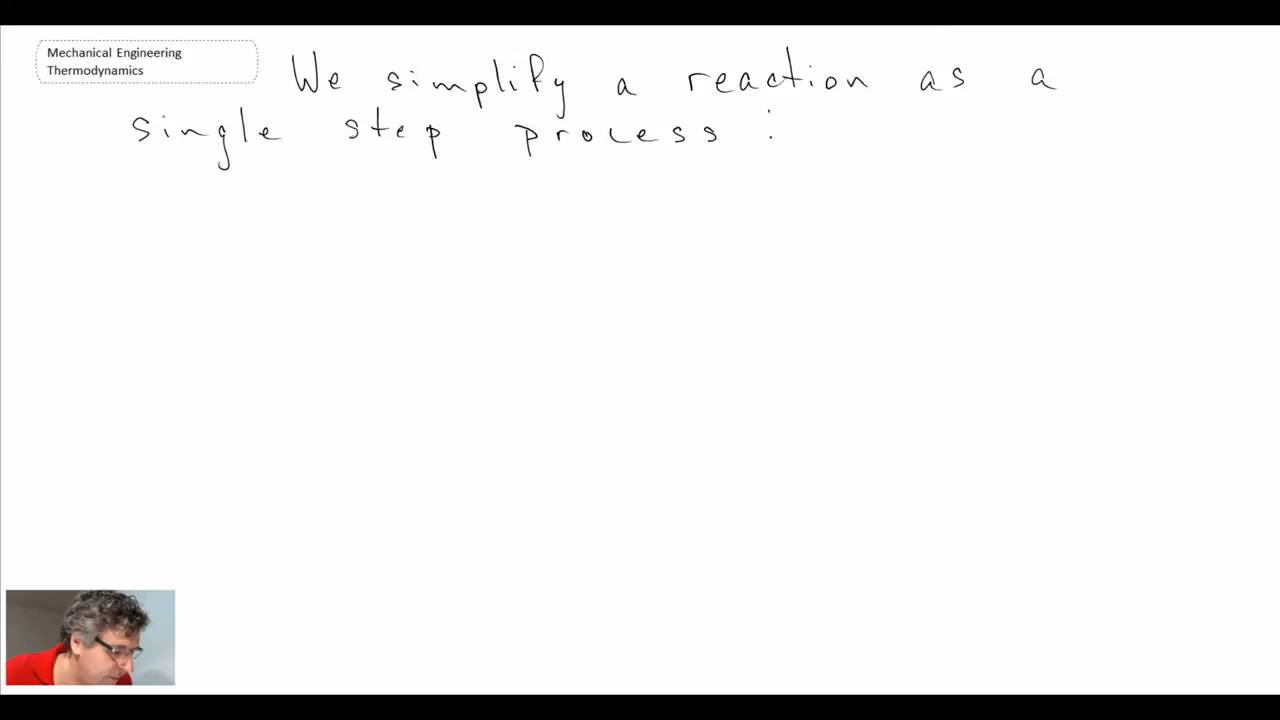 Mechanical Engineering
Thermodynamics
We simplify a reaction as a
single step process :